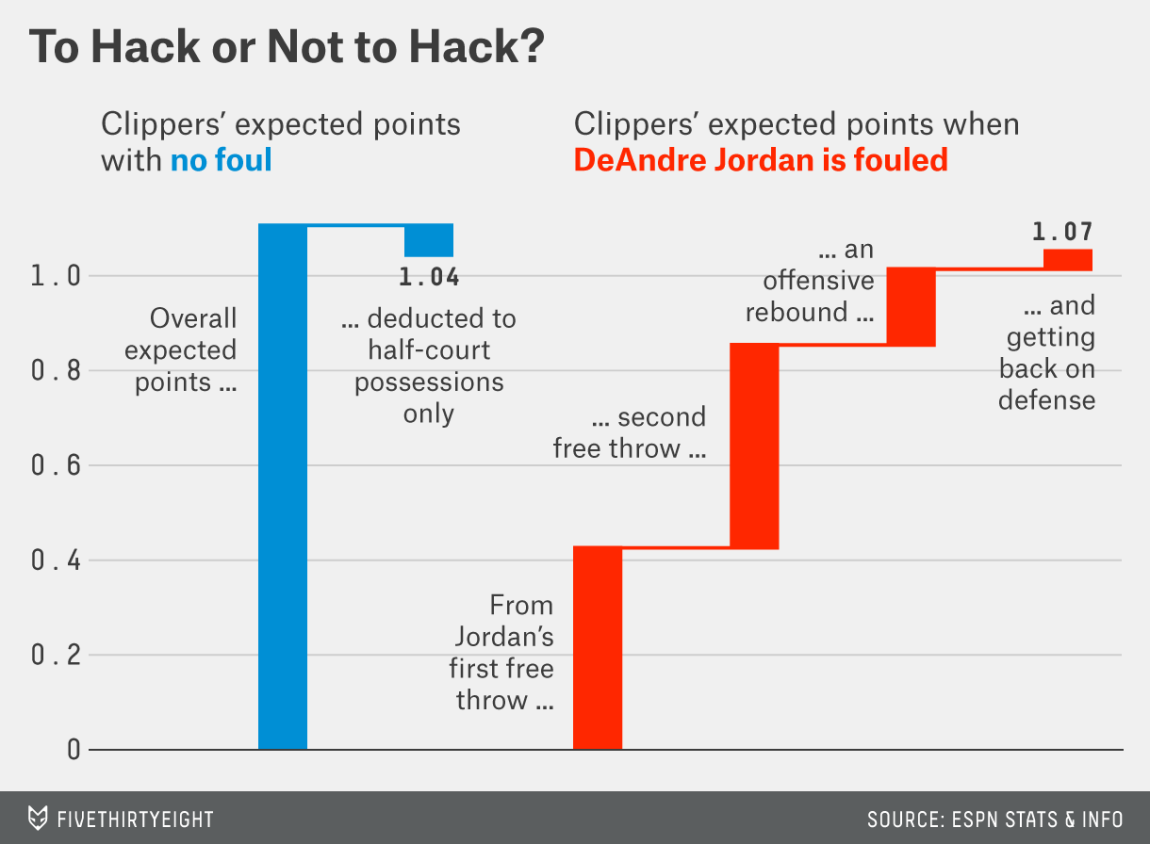 To Hack or Not to Hack?
Clippers’ expected points
with no foul
Clippers’ expected points when
DeAndre Jordan is fouled
1.0
0.8
0.6
0.4
0.2
0
Overall
expected
points ...
1.04
... deducted to
half-court
possessions
only
From
Jordan’s
first free
throw ...
... second
free throw ...
... an
offensive
rebound ...
1.07
... and
getting
back on
defense
FIVETHIRTYEIGHT
SOURCE: ESPN STATS & INFO